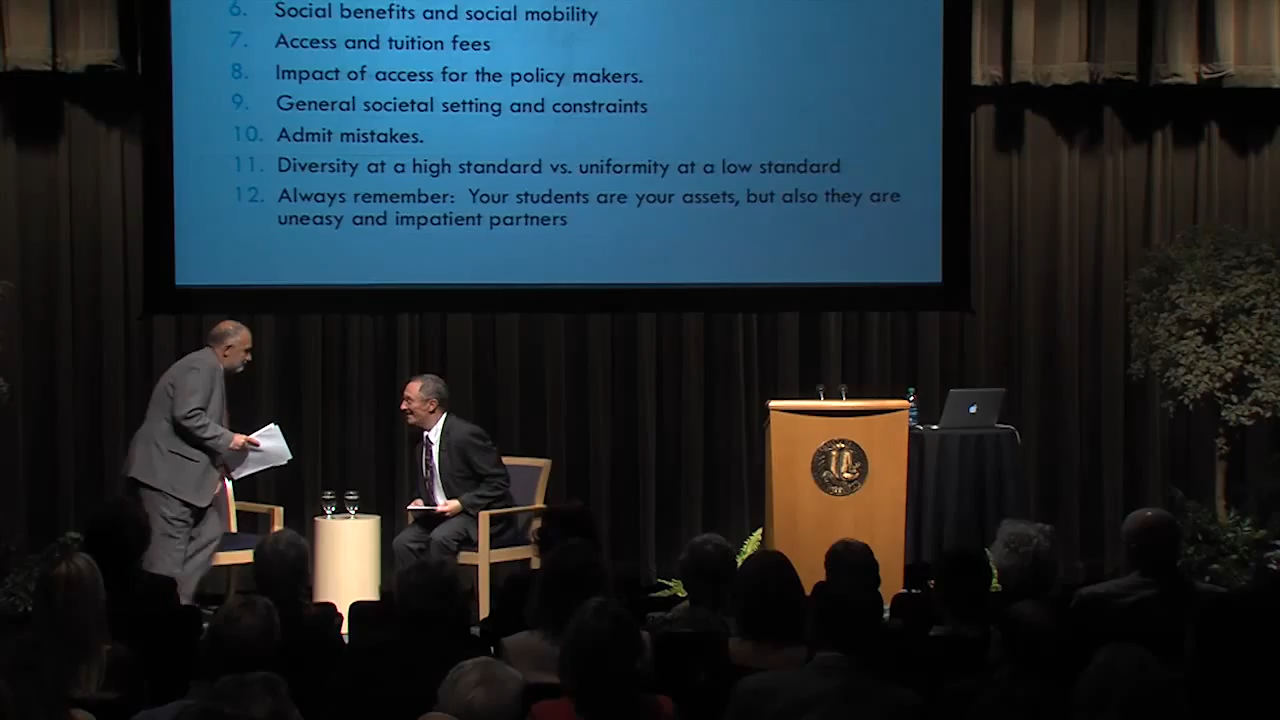 6. Social benefits and social mobility
7. Access and tuition fees
8. Impact of access for the policy makers.
9. General societal setting and constraints
10. Admit mistakes.
11. Diversity at a high standard vs. uniformity at a low standard
12. Always remember: Your students are your assets, but also they are
uneasy and impatient partners